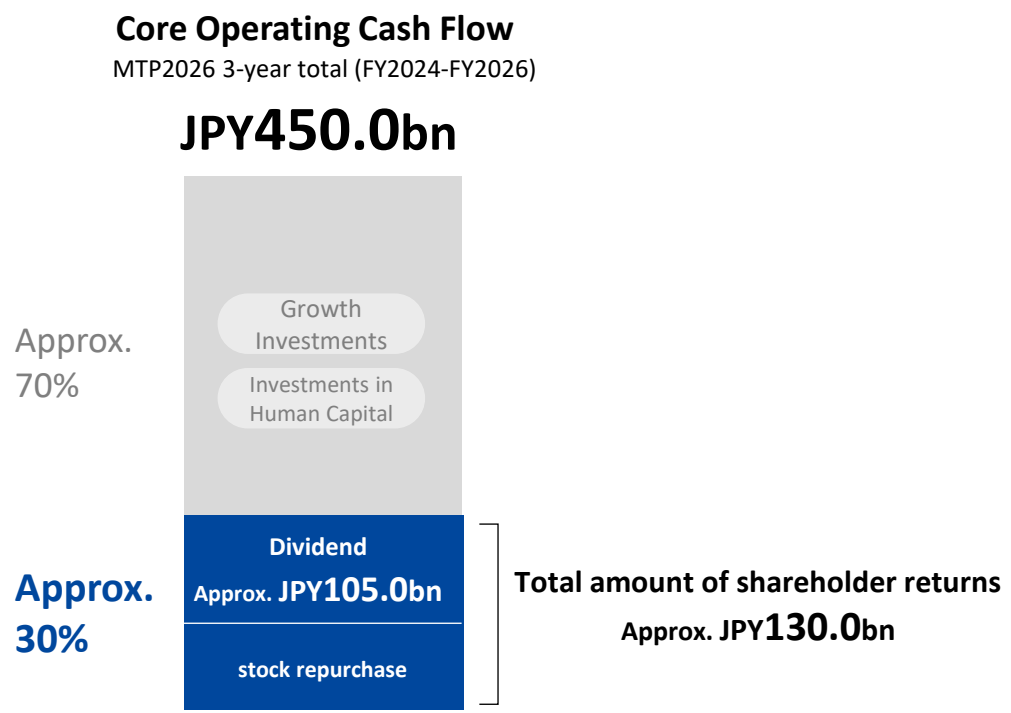 Core Operating Cash Flow
MTP2026 3-year total (FY2024-FY2026)
JPY450.0bn
Approx.
70%
Growth
Investments
Investments in
Human Capital
Approx.
30%
Dividend
Approx. JPY105.0bn
stock repurchase
Total amount of shareholder returns
Approx. JPY130.0bn